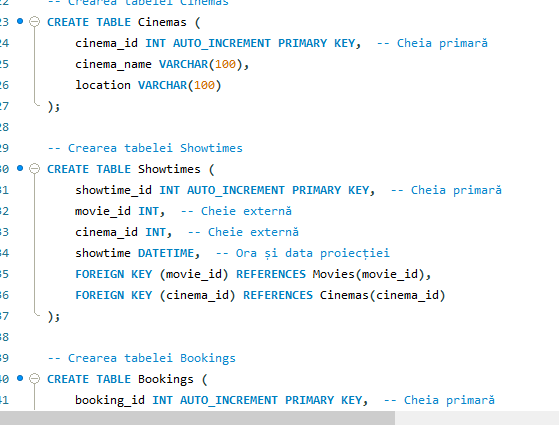 22 -- Crearea tabelei Cinemas
23 CREATE TABLE Cinemas (
24 cinema_id INT AUTO_INCREMENT PRIMARY KEY, -- Cheia primară
25 cinema_name VARCHAR(100),
26 location VARCHAR(100)
27 );
28
29 -- Crearea tabelei Showtimes
30 CREATE TABLE Showtimes (
31 showtime_id INT AUTO_INCREMENT PRIMARY KEY, -- Cheia primară
32 movie_id INT, -- Cheie externă
33 cinema_id INT, -- Cheie externă
34 showtime DATETIME, -- Ora și data proiecției
35 FOREIGN KEY (movie_id) REFERENCES Movies(movie_id),
36 FOREIGN KEY (cinema_id) REFERENCES Cinemas(cinema_id)
37 );
38
39 -- Crearea tabelei Bookings
40 CREATE TABLE Bookings (
41 booking_id INT AUTO_INCREMENT PRIMARY KEY, -- Cheia primară